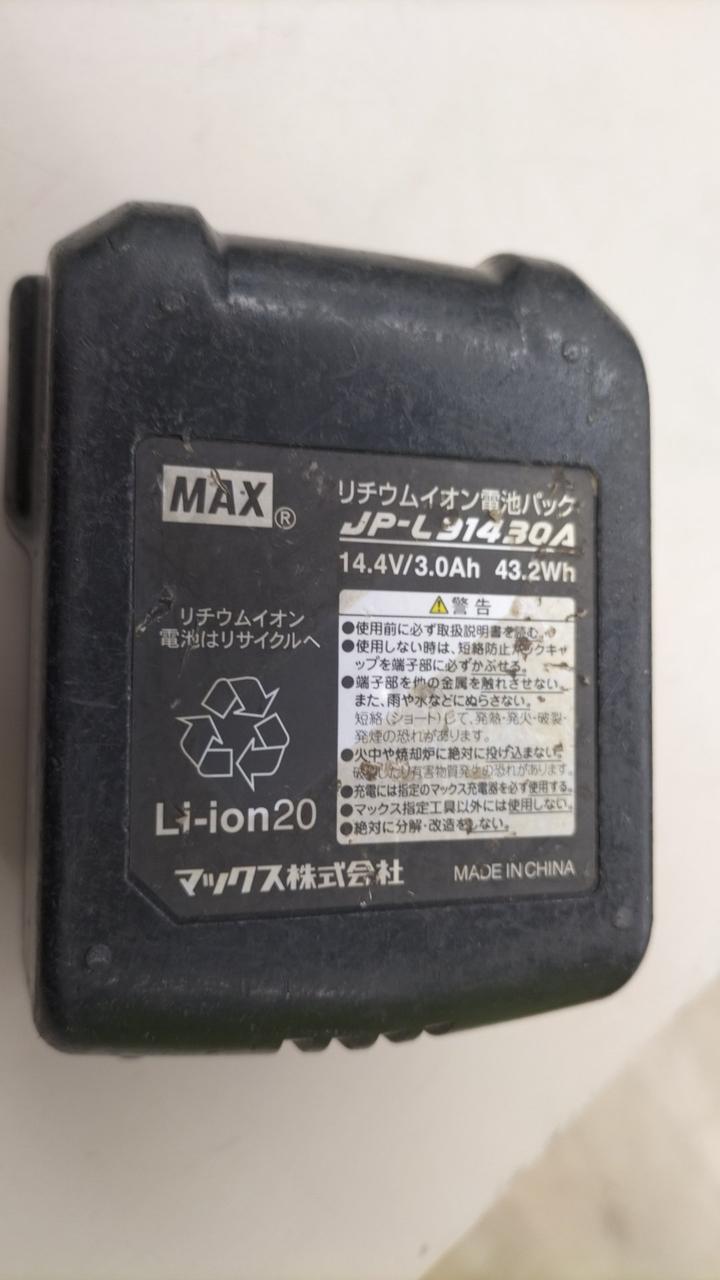 MAX®
リチウムイオン電池パック
JP-L91430A
14.4V/3.0Ah 43.2Wh
リチウムイオン
電池はリサイクルへ
Li-ion20
警告
●使用前に必ず取扱説明書を読む。
●使用しない時は、短絡防止パックキャ
ップを端子部に必ずかぶせる。
●端子部を他の金属を触れさせない。
また、雨や水などにぬらさない。
短絡(ショート)して、発熱・発火・破裂・
発煙の恐れがあります。
●火中や焼却炉に絶対に投げ込まない。
破裂したり有害物質発生の恐れがあります。
●充電には指定のマックス充電器を必ず使用する。
●マックス指定工具以外には使用しない。
●絶対に分解・改造をしない。
マックス株式会社
MADE IN CHINA